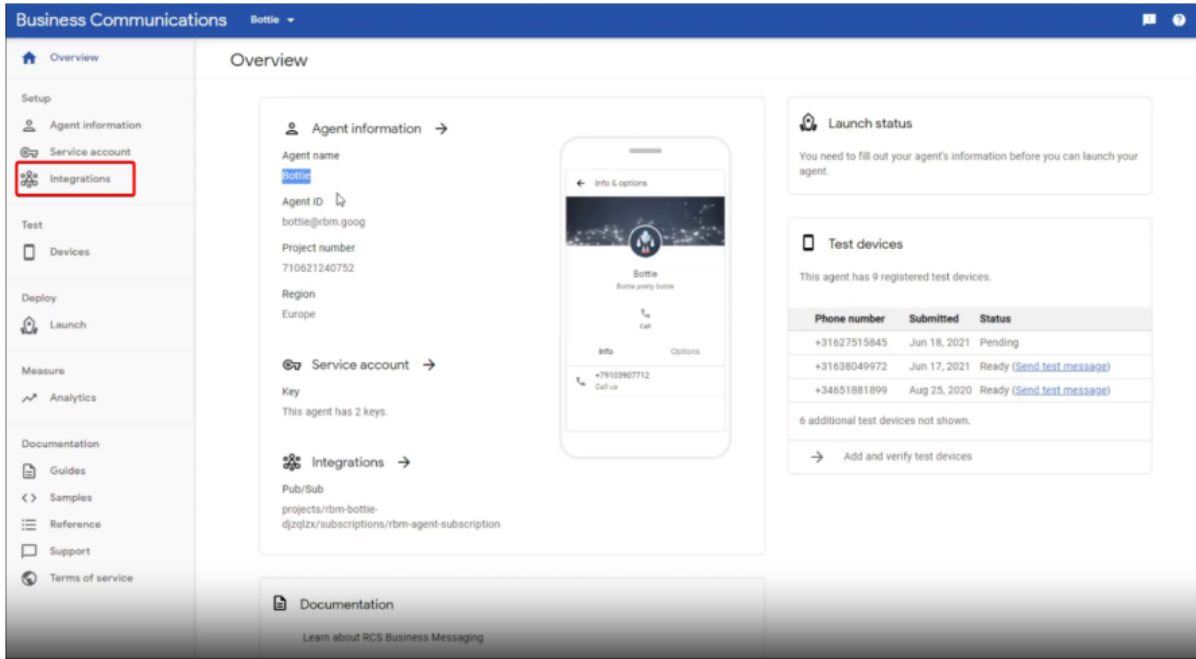 Business Communications Bottle
Overview
Setup
Agent information
Service account
Integrations
Test
Devices
Deploy
Launch
Measure
Analytics
Documentation
Guides
Samples
Reference
Support
Terms of service
Overview
Agent information
Agent name
Bottie
Agent ID
bottie@rbm.goog
Project number
710621240752
Region
Europe
Service account
Key
This agent has 2 keys.
Integrations
Pub/Sub
projects/rbm-bottie-
djzqlzx/subscriptions/rbm-agent-subscription
Info & options
Bottie
Bottie pretty bottie
Call
Info Options
+79103907712
Call us
Launch status
You need to fill out your agent's information before you can launch your
agent.
Test devices
This agent has 9 registered test devices.
Phone number Submitted Status
+31627515845 Jun 18, 2021 Pending
+31638049972 Jun 17, 2021 Ready (Send test message)
+34651881899 Aug 25, 2020 Ready (Send test message)
6 additional test devices not shown.
Add and verify test devices
Documentation
Learn about RCS Business Messaging